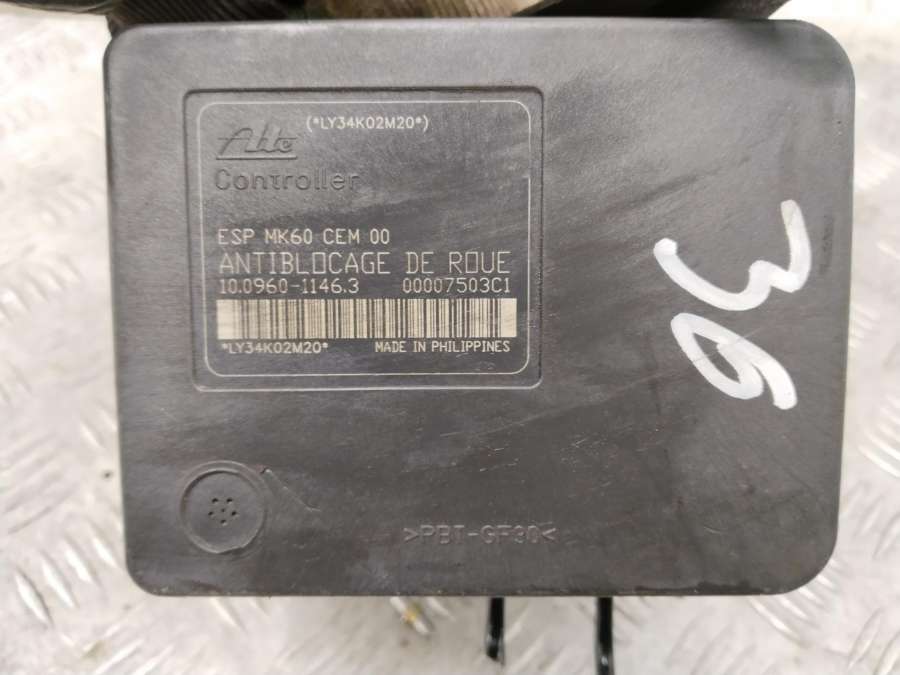 (*LY34K02M20*)
Ate
Controller
ESP MK60 CEM 00
ANTIBLOCAGE DE ROUE
10.0960-1146.3 00007503C1
*LY34K02M20* MADE IN PHILIPPINES
36
>PBT-GF30<